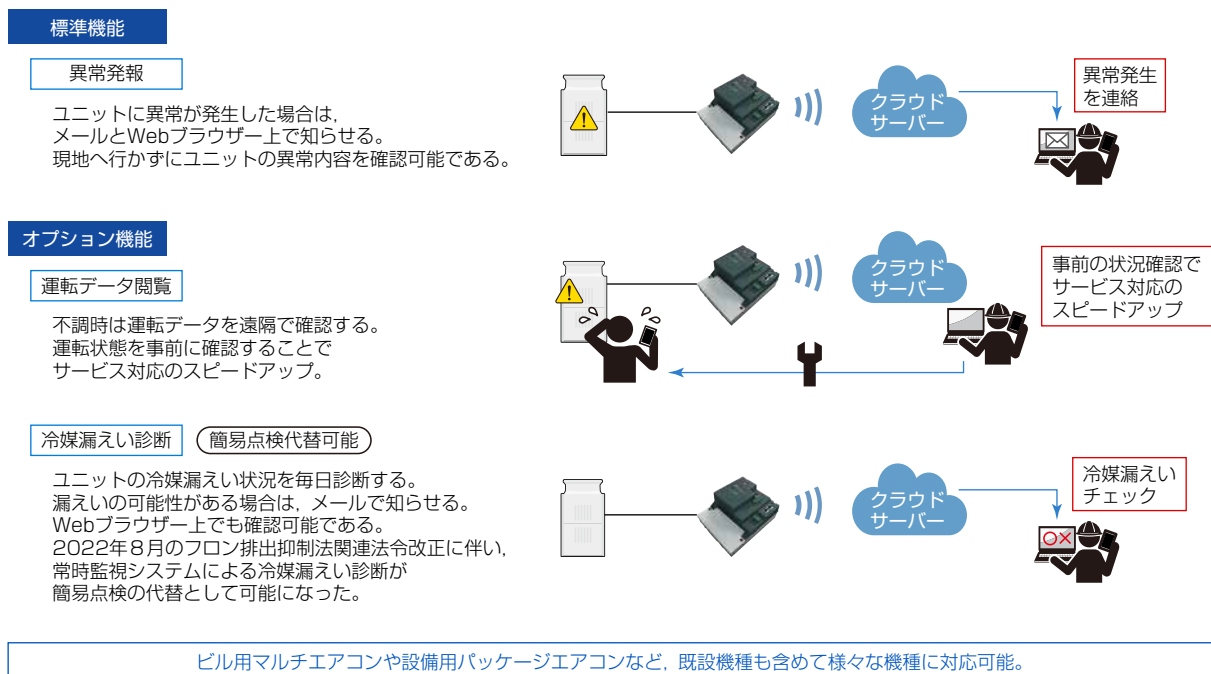 標準機能
異常発報
ユニットに異常が発生した場合は,
メールとWebブラウザー上で知らせる。
現地へ行かずにユニットの異常内容を確認可能である。
クラウド
サーバー
異常発生
を連絡
オプション機能
運転データ閲覧
不調時は運転データを遠隔で確認する。
運転状態を事前に確認することで
サービス対応のスピードアップ。
クラウド
サーバー
事前の状況確認で
サービス対応の
スピードアップ
冷媒漏えい診断 簡易点検代替可能
ユニットの冷媒漏えい状況を毎日診断する。
漏えいの可能性がある場合は, メールで知らせる。
Webブラウザー上でも確認可能である。
2022年8月のフロン排出抑制法関連法令改正に伴い,
常時監視システムによる冷媒漏えい診断が
簡易点検の代替として可能になった。
クラウド
サーバー
冷媒漏えい
チェック
○×
ビル用マルチエアコンや設備用パッケージエアコンなど, 既設機種も含めて様々な機種に対応可能。